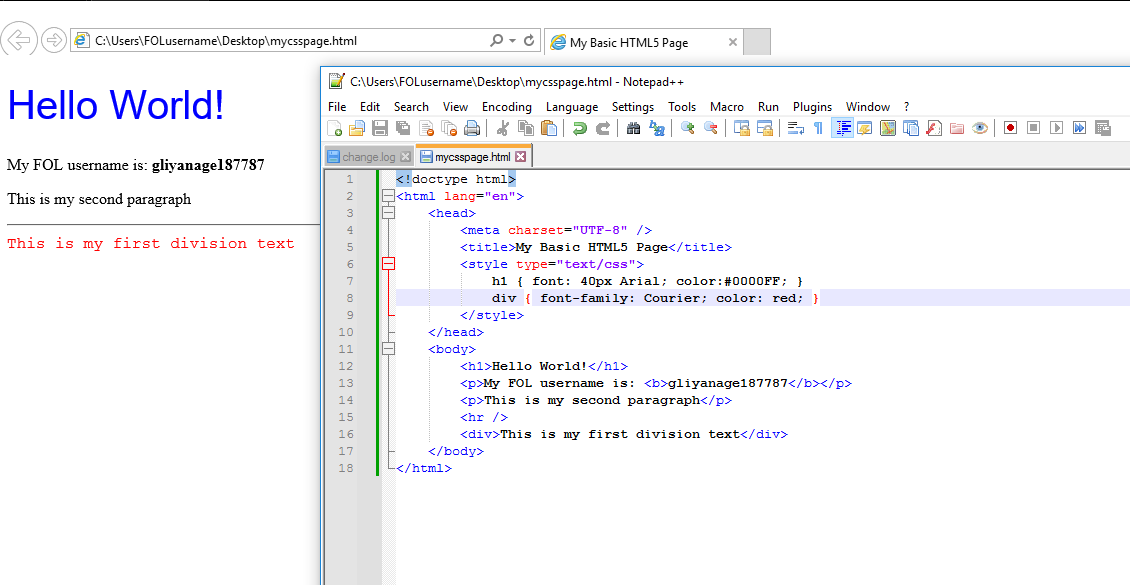 C:\Users\FOLusername\Desktop\mycsspage.html
My Basic HTML5 Page
Hello World!
My FOL username is: gliyanage187787
This is my second paragraph
This is my first division text
C:\Users\FOLusername\Desktop\mycsspage.html - Notepad++
File Edit Search View Encoding Language Settings Tools Macro Run Plugins Window ?
change.log mycsspage.html
1 <!doctype html>
2 <html lang="en">
3 <head>
4 <meta charset="UTF-8" />
5 <title>My Basic HTML5 Page</title>
6 <style type="text/css">
7 h1 { font: 40px Arial; color:#0000FF; }
8 div { font-family: Courier; color: red; }
9 </style>
10 </head>
11 <body>
12 <h1>Hello World!</h1>
13 <p>My FOL username is: <b>gliyanage187787</b></p>
14 <p>This is my second paragraph</p>
15 <hr />
16 <div>This is my first division text</div>
17 </body>
18 </html>